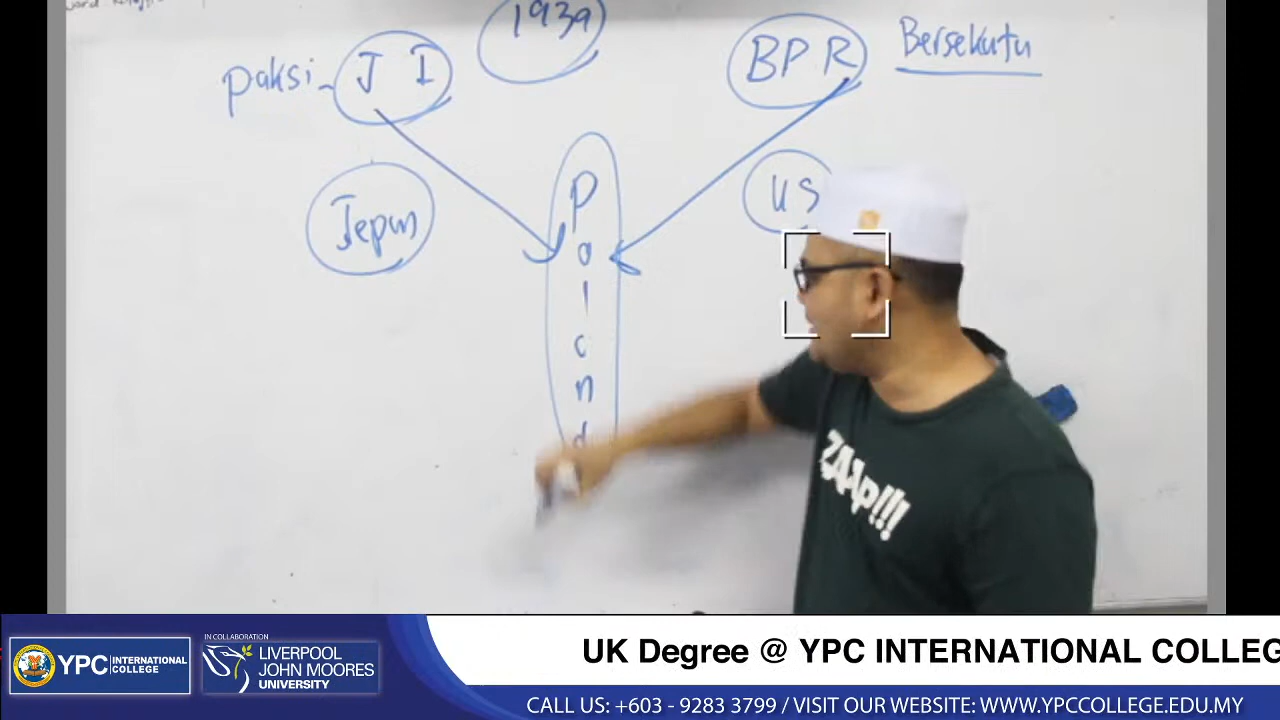 1939
paksi - J I
BPR
Bersekutu
Jepun
US
Poland
ZAAp!!!
YPC INTERNATIONAL COLLEGE
IN COLLABORATION
LIVERPOOL
JOHN MOORES
UNIVERSITY
UK Degree @ YPC INTERNATIONAL COLLEG
CALL US: +603 - 9283 3799 / VISIT OUR WEBSITE: WWW.YPCCOLLEGE.EDU.MY